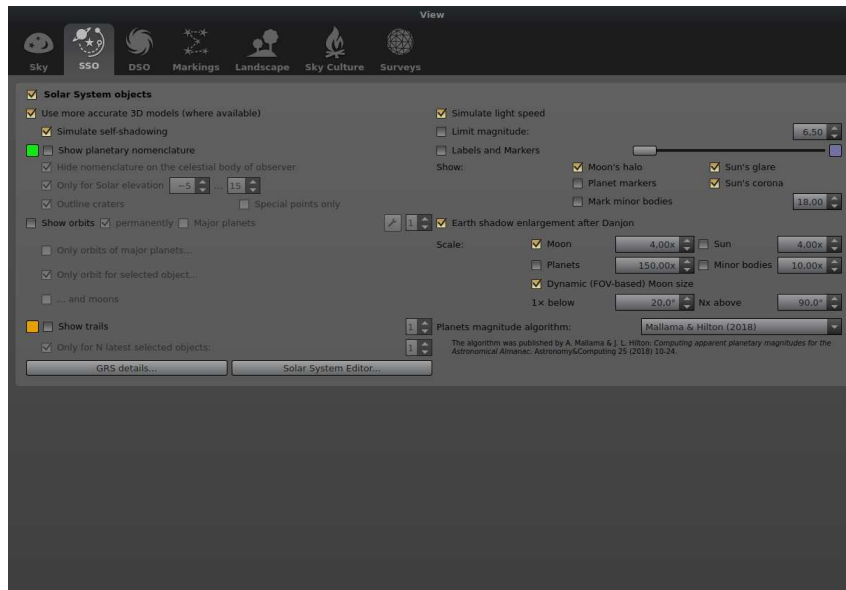 View
Sky SSO DSO Markings Landscape Sky Culture Surveys
Solar System objects
Use more accurate 3D models (where available)
Simulate self-shadowing
Show planetary nomenclature
Hide nomenclature on the celestial body of observer
Only for Solar elevation −5 ... 15
Outline craters Special points only
Show orbits permanently Major planets 1
Only orbits of major planets...
Only orbit for selected object...
... and moons
Show trails 1
Only for N latest selected objects: 1
GRS details... Solar System Editor...
Simulate light speed
Limit magnitude: 6,50
Labels and Markers
Show: Moon's halo Sun's glare
Planet markers Sun's corona
Mark minor bodies 18,00
Earth shadow enlargement after Danjon
Scale: Moon 4,00x Sun 4,00x
Planets 150,00x Minor bodies 10,00x
Dynamic (FOV-based) Moon size
1× below 20,0° Nx above 90,0°
Planets magnitude algorithm: Mallama & Hilton (2018)
The algorithm was published by A. Mallama & J. L. Hilton: Computing apparent planetary magnitudes for the
Astronomical Almanac. Astronomy&Computing 25 (2018) 10-24.